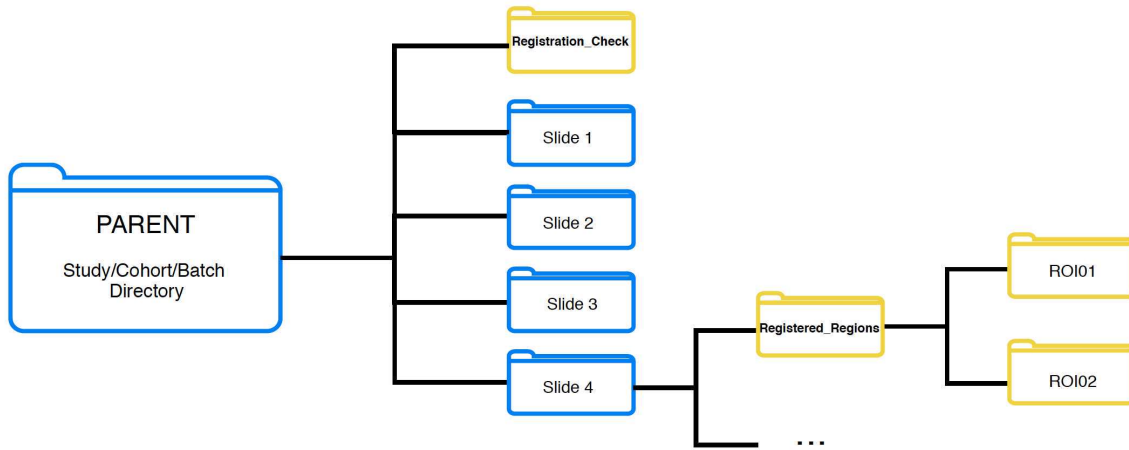 Registration_Check
Slide 1
PARENT
Study/Cohort/Batch
Directory
Slide 2
Slide 3
Slide 4
Registered_Regions
ROI01
ROI02
...